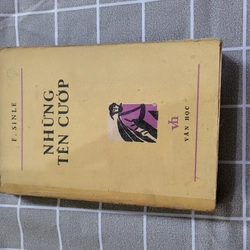 F. SINLE
NHỮNG
TÊN CƯỚP
vh
VĂN HỌC